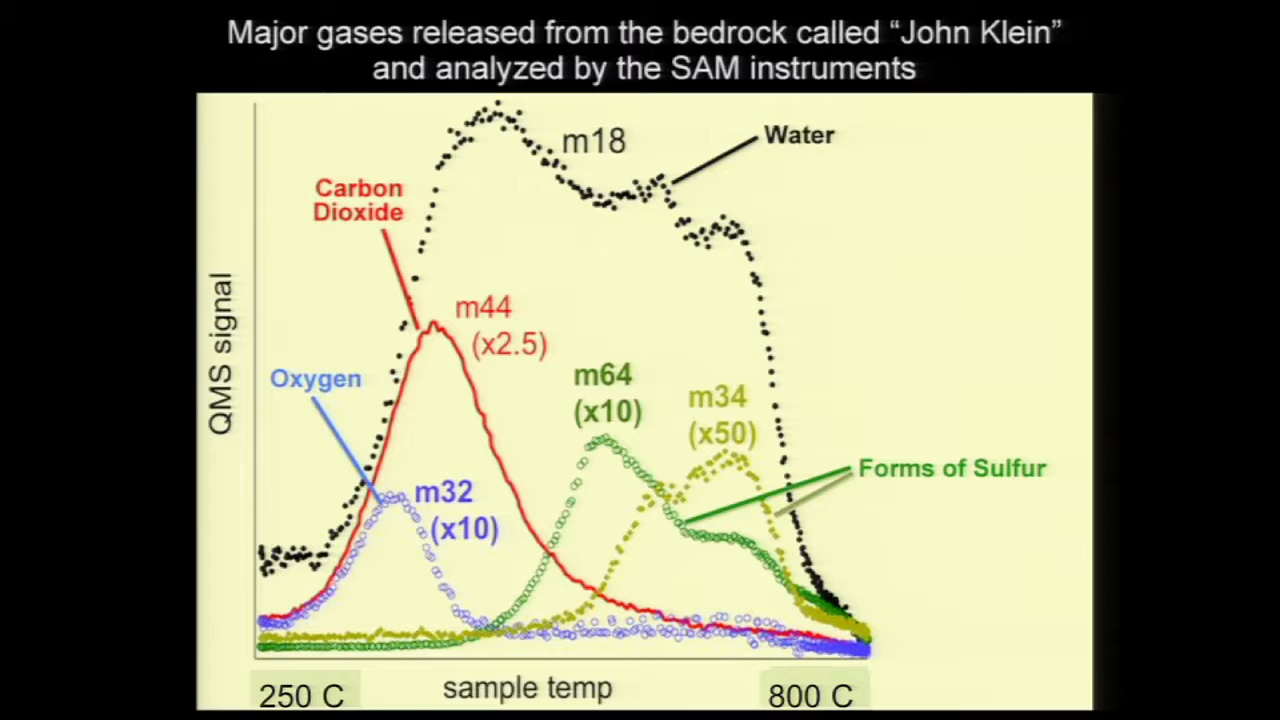 Major gases released from the bedrock called “John Klein”
and analyzed by the SAM instruments
m18
Water
Carbon
Dioxide
m44
(x2.5)
Oxygen
m64
(x10)
m34
(x50)
QMS signal
Forms of Sulfur
m32
(x10)
250 C
sample temp
800 C